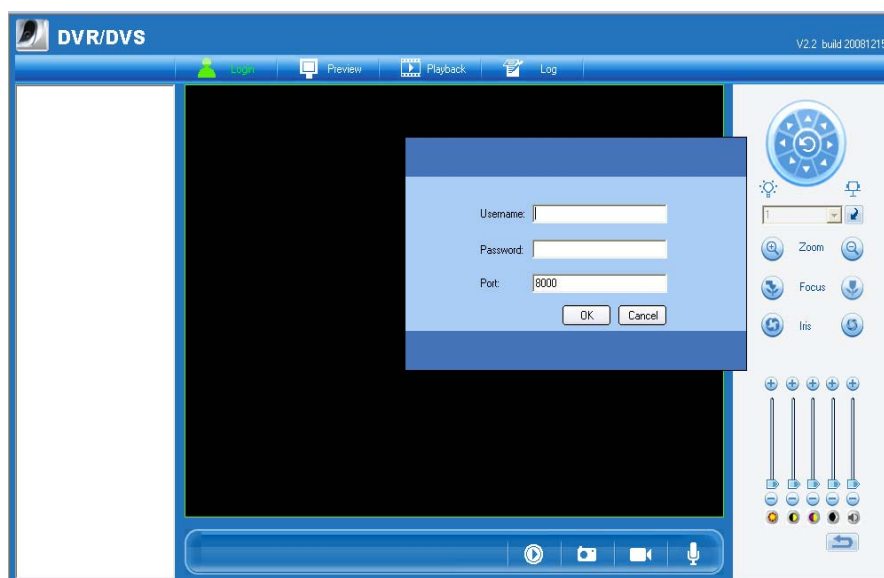 DVR/DVS
V2.2 build 20081215
Login Preview Playback Log
Username:
Password:
Port: 8000
OK Cancel
1
Zoom
Focus
Iris